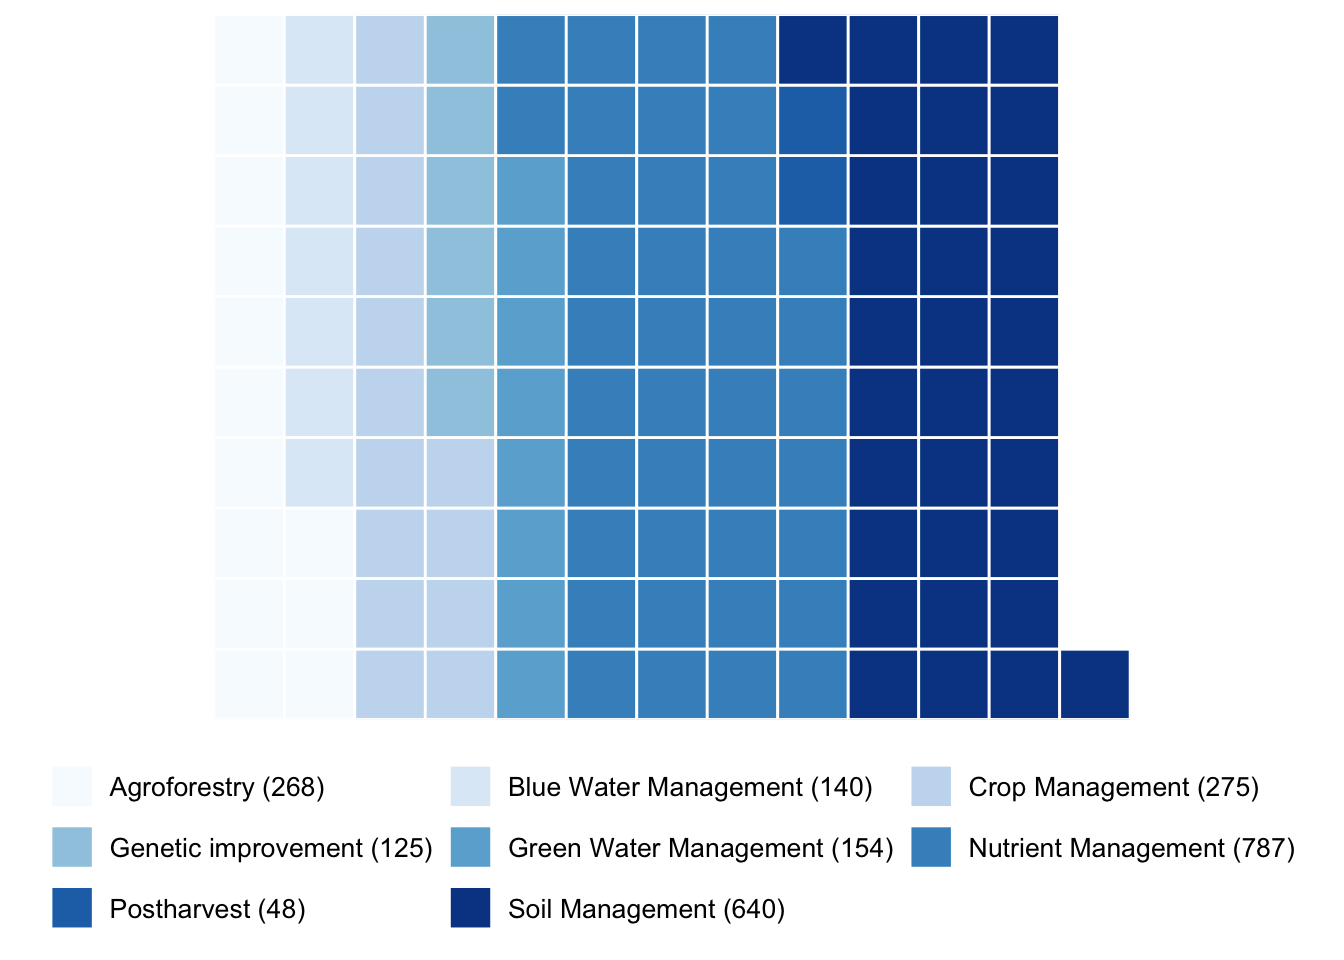 Agroforestry (268) Blue Water Management (140) Crop Management (275)
Genetic improvement (125) Green Water Management (154) Nutrient Management (787)
Postharvest (48) Soil Management (640)